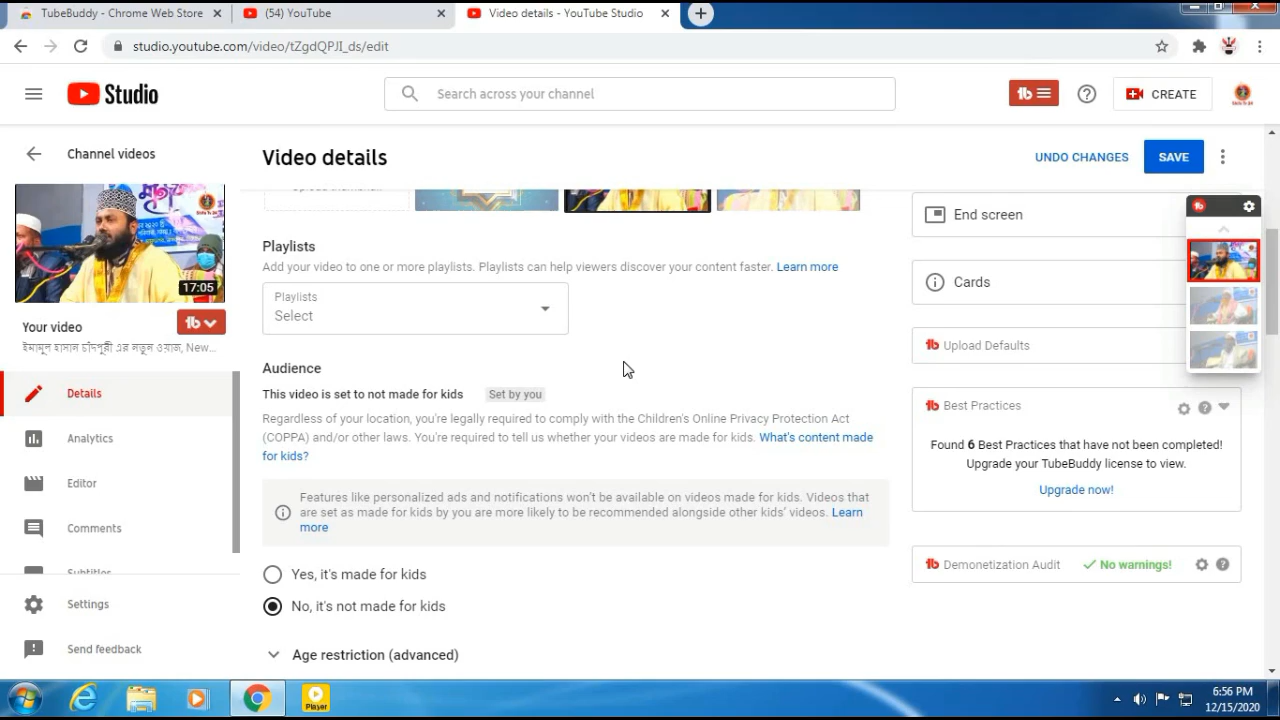 TubeBuddy - Chrome Web Store
(54) YouTube
Video details - YouTube Studio
studio.youtube.com/video/tZgdQPJI_ds/edit
Studio
Search across your channel
CREATE
Channel videos
Video details
UNDO CHANGES
SAVE
17:05
Your video
ইমামুল হাসান চাঁদপুরী এর নতুন ওয়াজ, New...
Details
Analytics
Editor
Comments
Subtitles
Settings
Send feedback
Upload thumbnail
Playlists
Add your video to one or more playlists. Playlists can help viewers discover your content faster. Learn more
Playlists
Select
Audience
This video is set to not made for kids Set by you
Regardless of your location, you're legally required to comply with the Children's Online Privacy Protection Act
(COPPA) and/or other laws. You're required to tell us whether your videos are made for kids. What's content made
for kids?
Features like personalized ads and notifications won't be available on videos made for kids. Videos that
are set as made for kids by you are more likely to be recommended alongside other kids' videos. Learn
more
Yes, it's made for kids
No, it's not made for kids
Age restriction (advanced)
End screen
Cards
Upload Defaults
Best Practices
Found 6 Best Practices that have not been completed!
Upgrade your TubeBuddy license to view.
Upgrade now!
Demonetization Audit No warnings!
Player
6:56 PM
12/15/2020